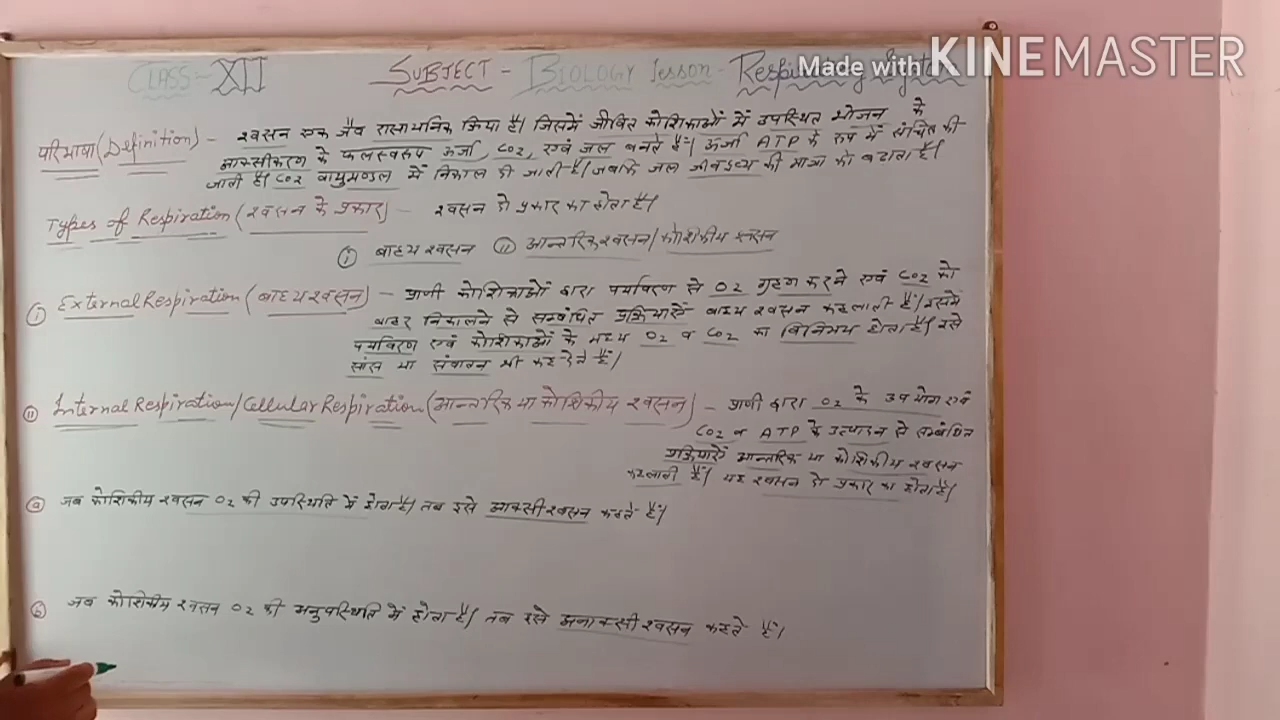 Made with KINEMASTER
CLASS - XII SUBJECT - BIOLOGY lesson - Respiratory System
परिभाषा (Definition) - श्वसन एक जैव रासायनिक क्रिया है। जिसमें जीवित कोशिकाओं में उपस्थित भोजन के
आक्सीकरण के फलस्वरूप ऊर्जा, CO2, एवं जल बनते हैं। ऊर्जा ATP के रूप में संचित की
जाती है। CO2 वायुमण्डल में निकाल दी जाती है। जबकि जल जीवद्रव्य की मात्रा को बढाता है।
Types of Respiration (श्वसन के प्रकार) - श्वसन दो प्रकार का होता है।
(i) बाह्य श्वसन (ii) आन्तरिक श्वसन/कोशिकीय श्वसन
(i) External Respiration (बाह्य श्वसन) - प्राणी कोशिकाओं द्वारा पर्यावरण से O2 ग्रहण करने एवं CO2 को
बाहर निकालने से सम्बंधित प्रक्रियाऐं बाह्य श्वसन कहलाती हैं। इसमें
पर्यावरण एवं कोशिकाओं के मध्य O2 व CO2 का विनिमय होता है। इसे
सांस या संवातन भी कहते हैं।
(ii) Internal Respiration/Cellular Respiration (आन्तरिक या कोशिकीय श्वसन) - प्राणी द्वारा O2 के उपयोग एवं
CO2 व ATP के उत्पादन से सम्बंधित
प्रक्रियाऐं आन्तरिक या कोशिकीय श्वसन
कहलाती हैं। यह श्वसन दो प्रकार का होता है।
(a) जब कोशिकीय श्वसन O2 की उपस्थिति में होता है। तब इसे आक्सी श्वसन कहते हैं।
(b) जब कोशिकीय श्वसन O2 की अनुपस्थिति में होता है। तब इसे अनाक्सी श्वसन कहते हैं।